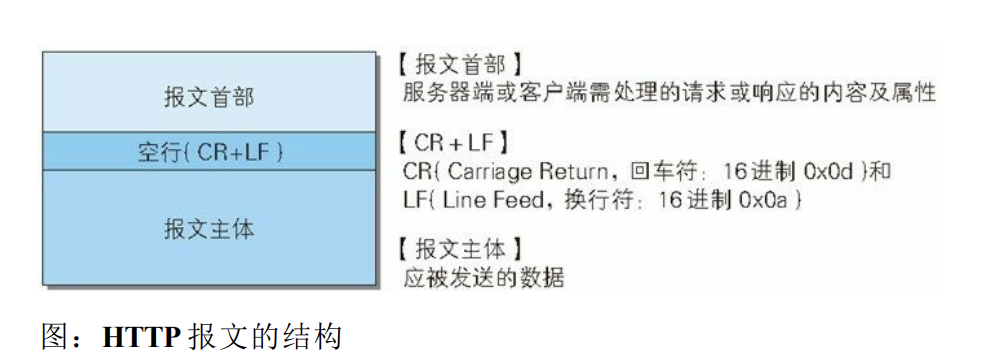 报文首部
空行(CR+LF)
报文主体
【报文首部】
服务器端或客户端需处理的请求或响应的内容及属性
【CR + LF】
CR(Carriage Return，回车符：16进制 0x0d)和
LF(Line Feed，换行符：16进制 0x0a)
【报文主体】
应被发送的数据
图：HTTP 报文的结构